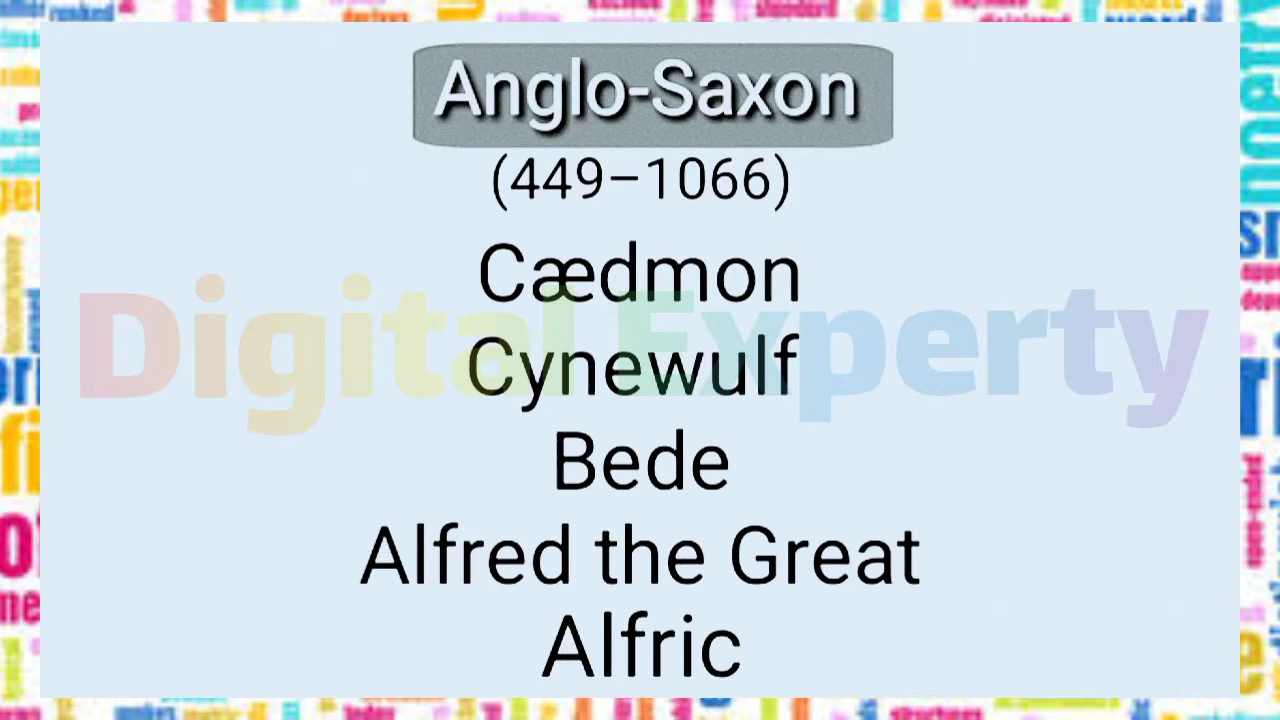 Anglo-Saxon
(449–1066)
Cædmon
Digital Experty
Cynewulf
Bede
Alfred the Great
Alfric